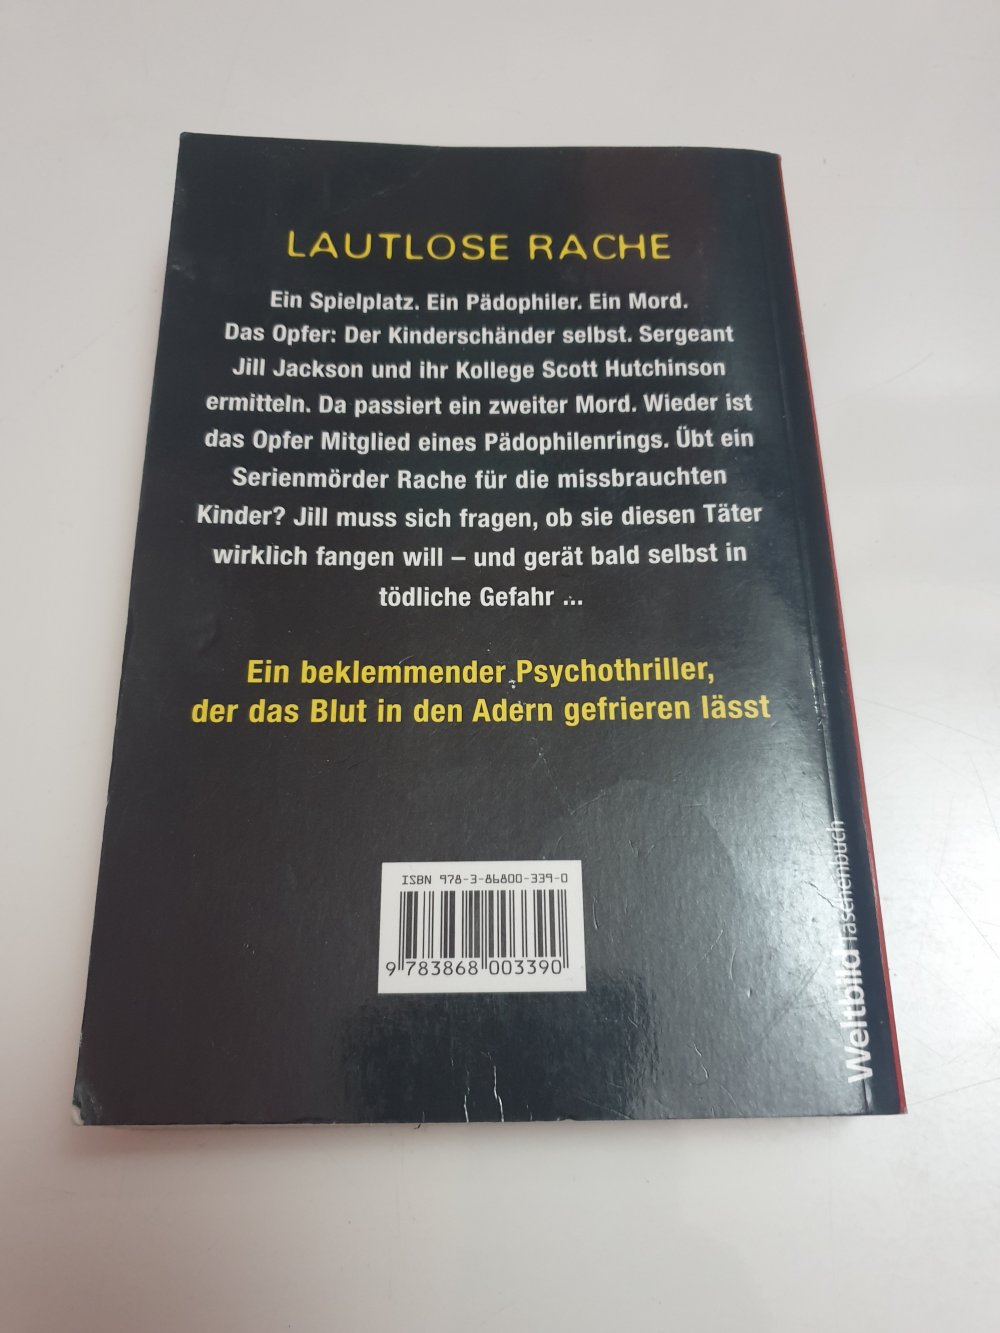 LAUTLOSE RACHE
Ein Spielplatz. Ein Pädophiler. Ein Mord.
Das Opfer: Der Kinderschänder selbst. Sergeant
Jill Jackson und ihr Kollege Scott Hutchinson
ermitteln. Da passiert ein zweiter Mord. Wieder ist
das Opfer Mitglied eines Pädophilenrings. Übt ein
Serienmörder Rache für die missbrauchten
Kinder? Jill muss sich fragen, ob sie diesen Täter
wirklich fangen will – und gerät bald selbst in
tödliche Gefahr ...
Ein beklemmender Psychothriller,
der das Blut in den Adern gefrieren lässt
ISBN 978-3-86800-339-0
9 783868 003390
Weltbild Taschenbuch